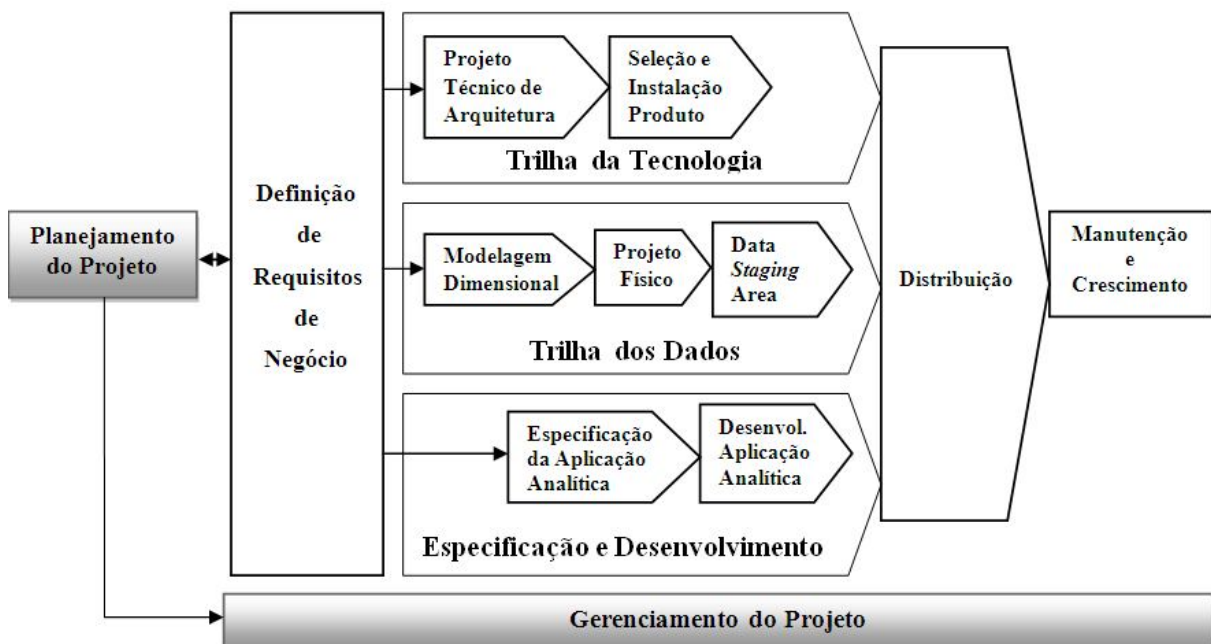 Planejamento
do Projeto
Definição
de
Requisitos
de
Negócio
Projeto
Técnico de
Arquitetura
Seleção e
Instalação
Produto
Trilha da Tecnologia
Modelagem
Dimensional
Projeto
Físico
Data
Staging
Area
Trilha dos Dados
Especificação
da Aplicação
Analítica
Desenvol.
Aplicação
Analítica
Especificação e Desenvolvimento
Distribuição
Manutenção
e
Crescimento
Gerenciamento do Projeto